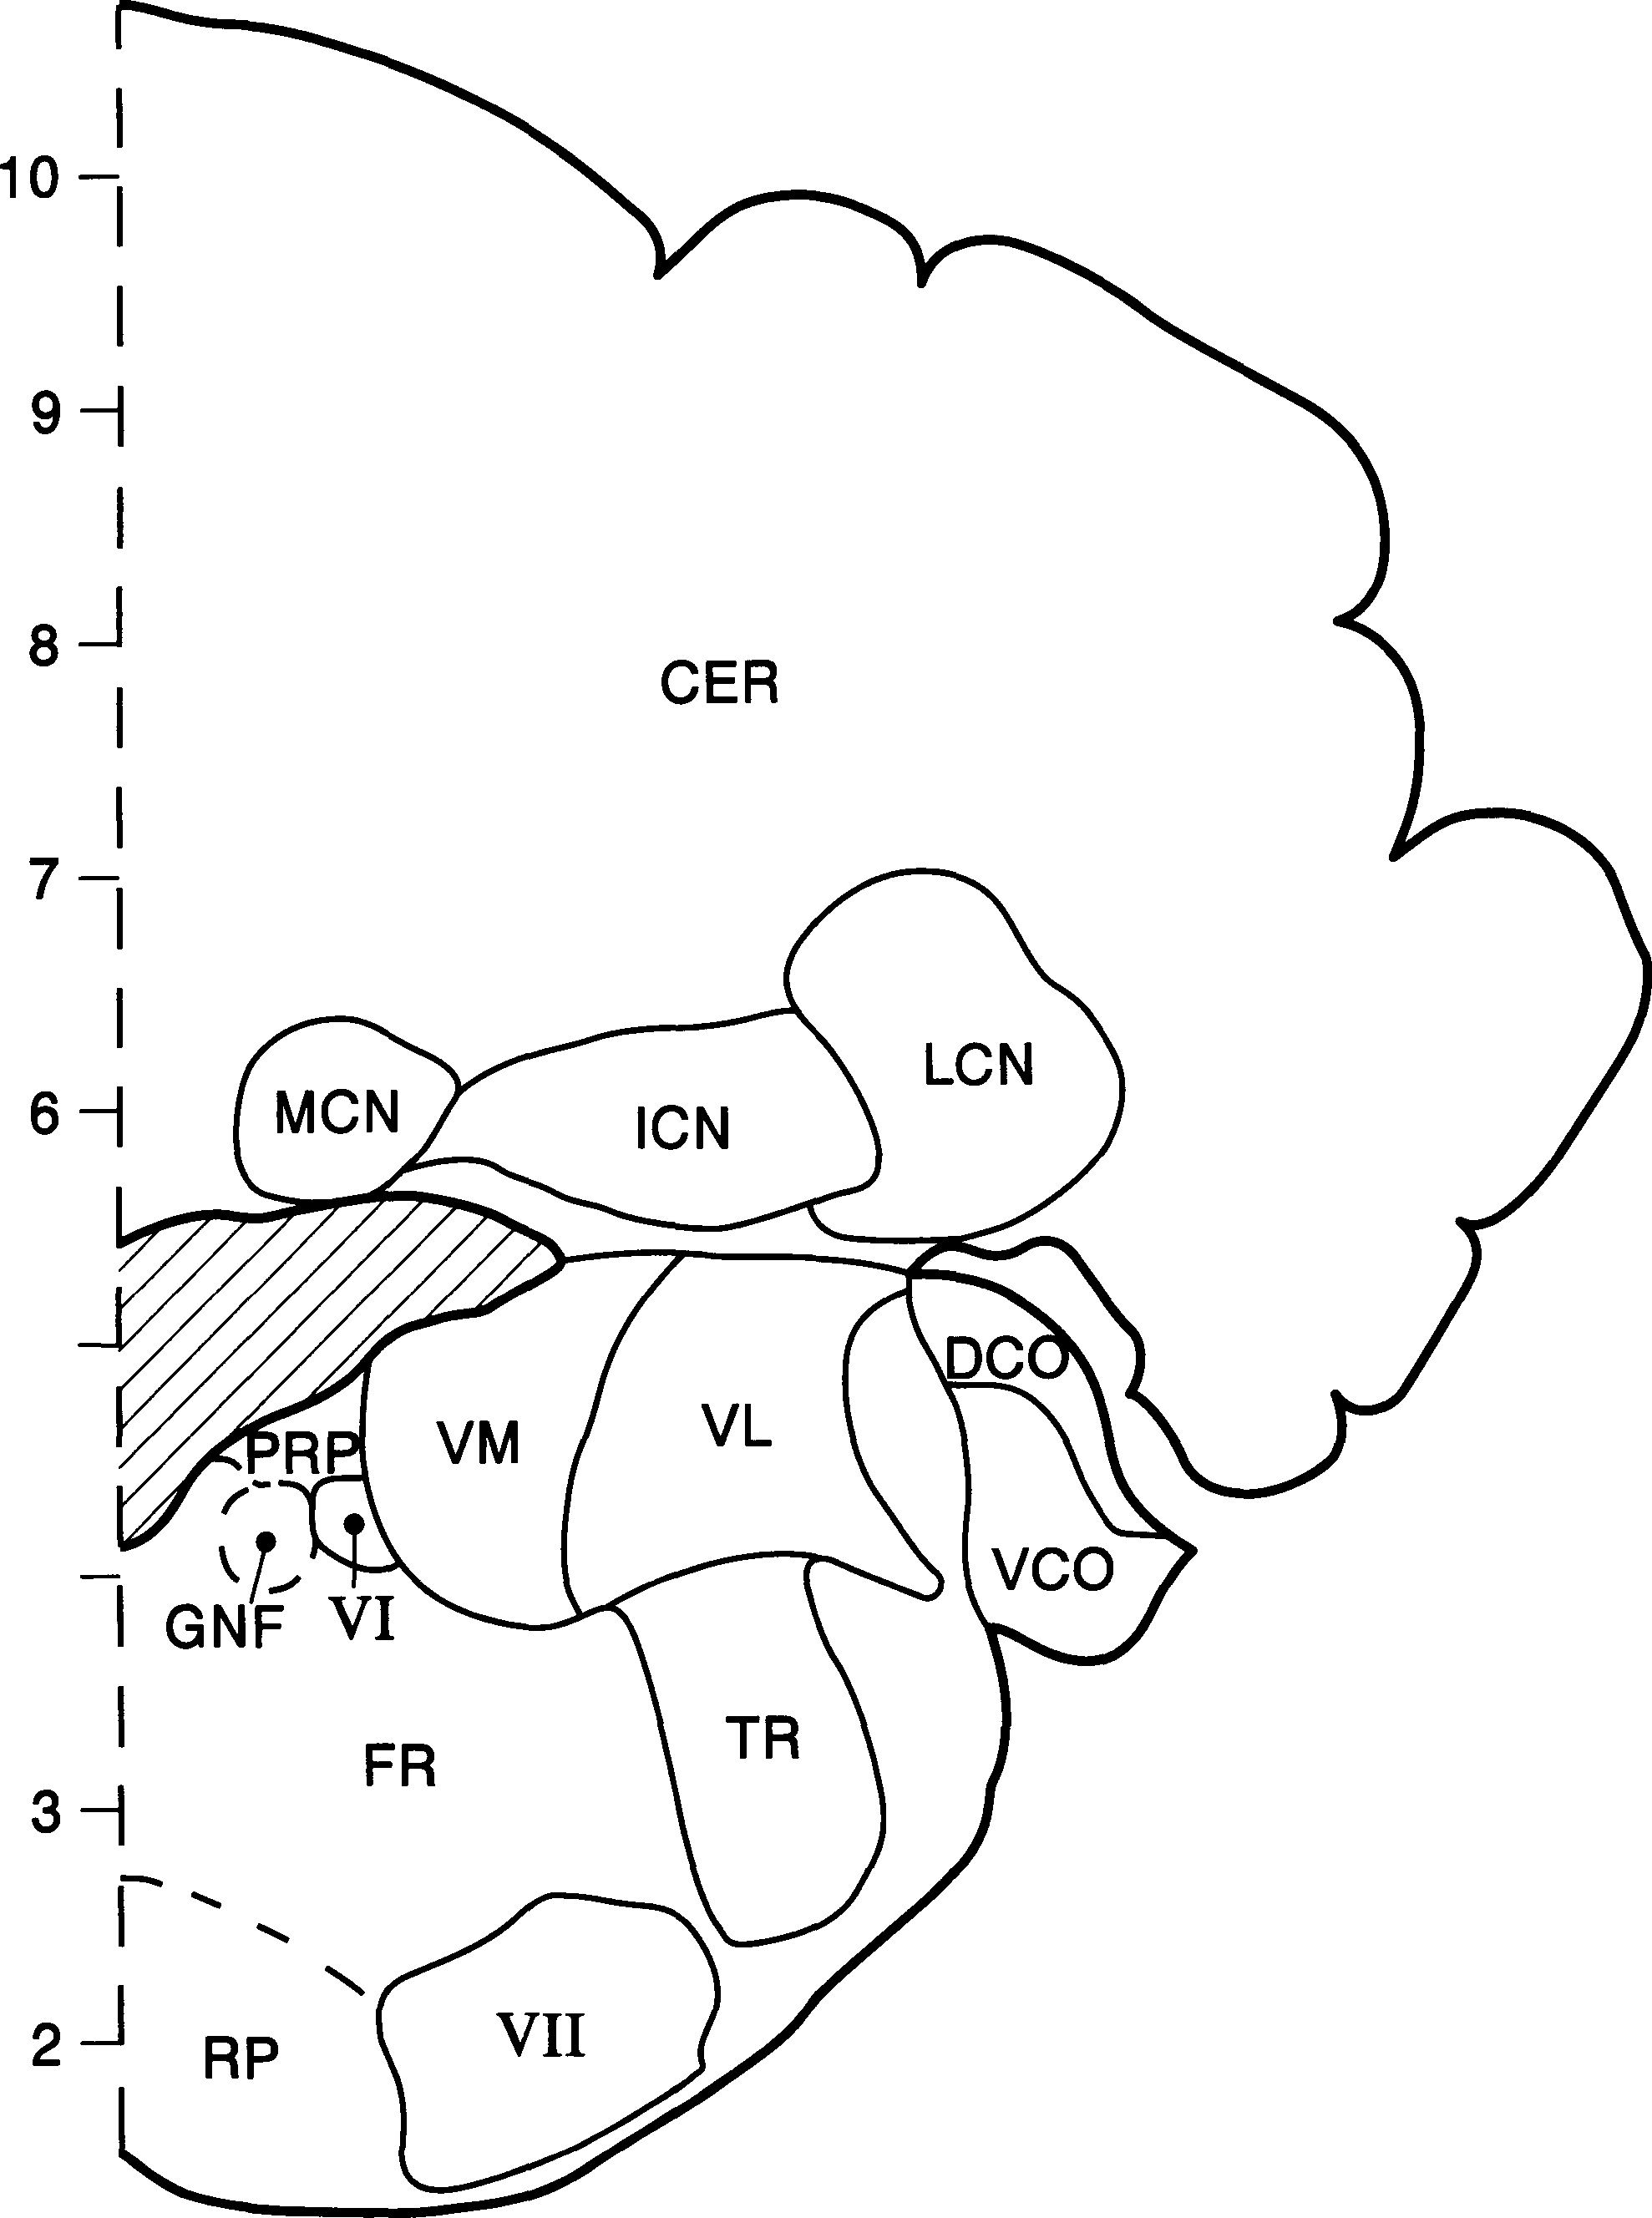 10
9
8
CER
7
LCN
6
MCN
ICN
DCO
VL
VM
PRP
VCO
VI
GNF
TR
FR
3
VII
2
RP